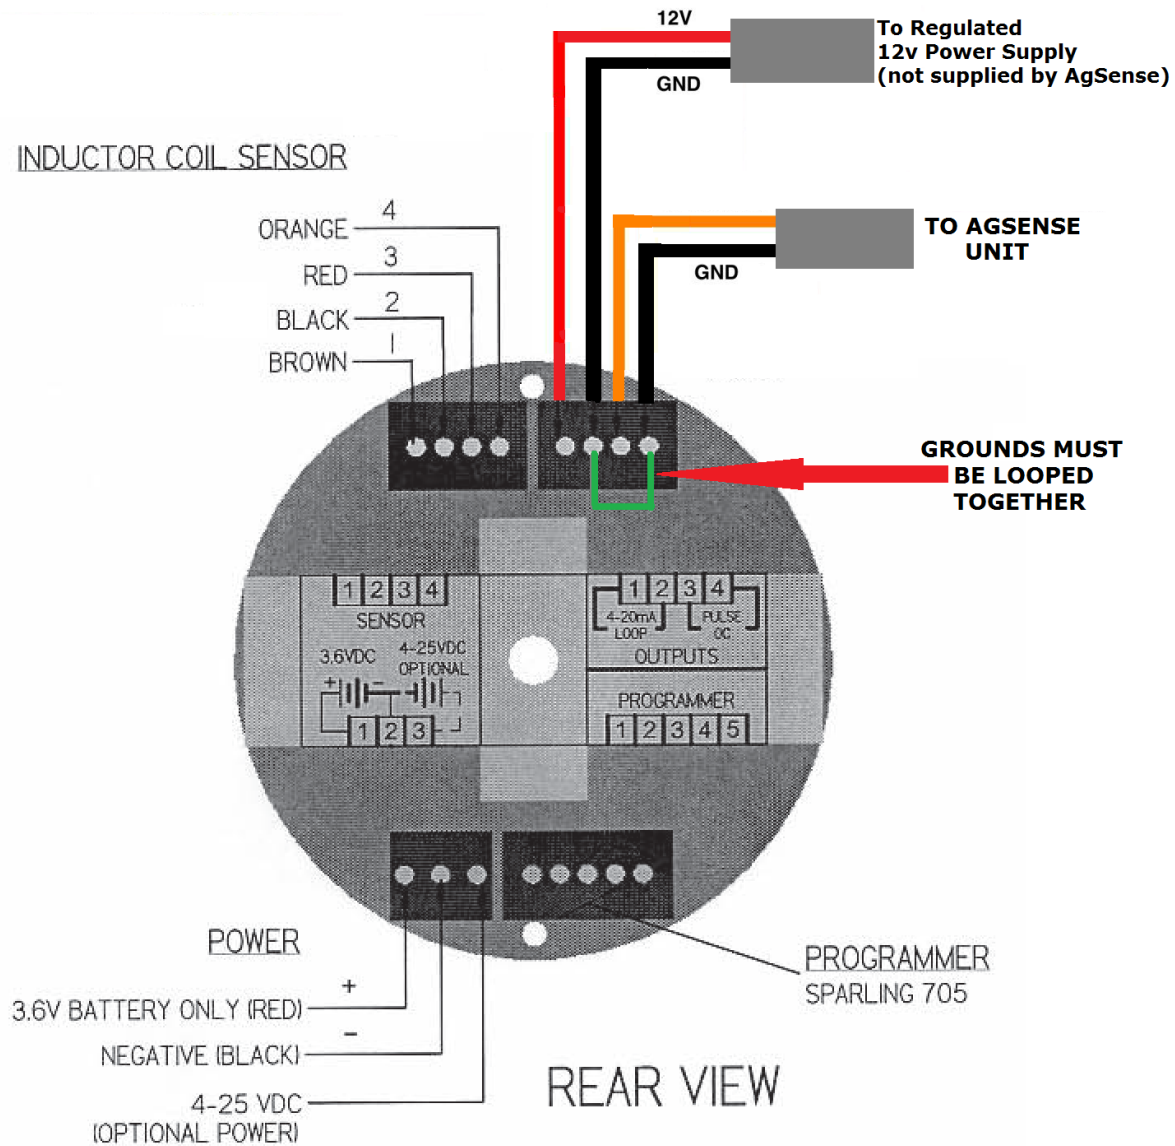 12V
To Regulated
12v Power Supply
(not supplied by AgSense)
GND
INDUCTOR COIL SENSOR
ORANGE 4
RED 3
BLACK 2
BROWN 1
TO AGSENSE
UNIT
GND
GROUNDS MUST
BE LOOPED
TOGETHER
1 2 3 4
SENSOR
3.6VDC
4-25VDC
OPTIONAL
+ -
1 2 3
1 2 3 4
4-20mA
LOOP
PULSE
OC
OUTPUTS
PROGRAMMER
1 2 3 4 5
POWER
+
3.6V BATTERY ONLY (RED)
-
NEGATIVE (BLACK)
4-25 VDC
(OPTIONAL POWER)
PROGRAMMER
SPARLING 705
REAR VIEW